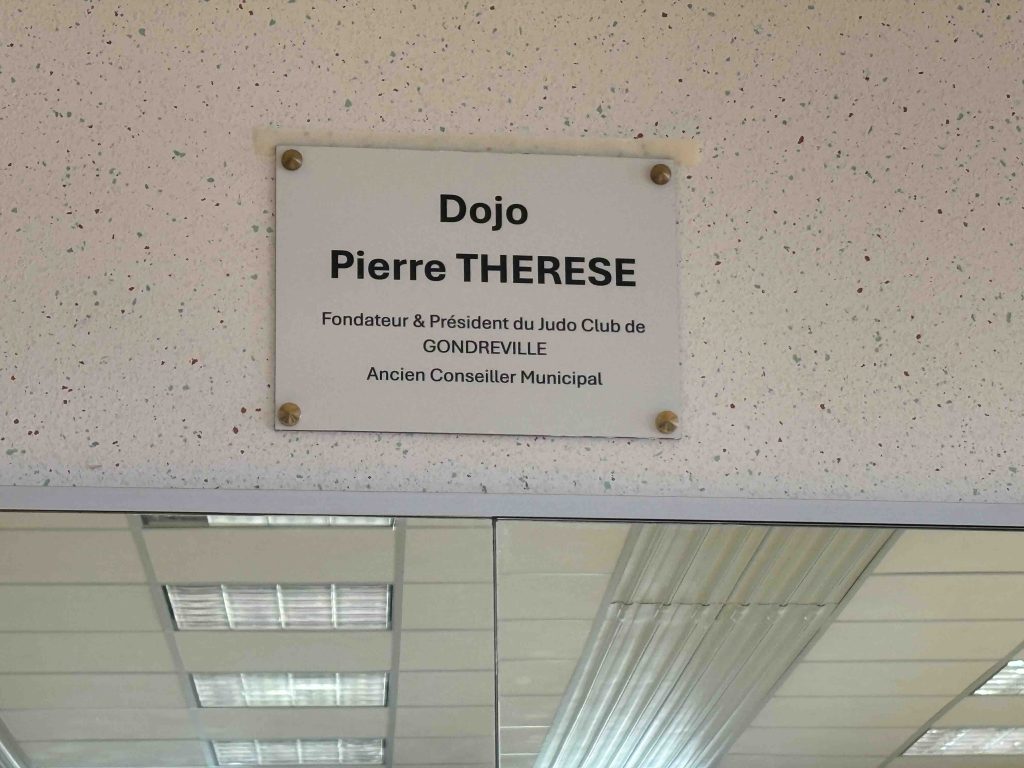 Dojo
Pierre THERESE
Fondateur & Président du Judo Club de
GONDREVILLE
Ancien Conseiller Municipal